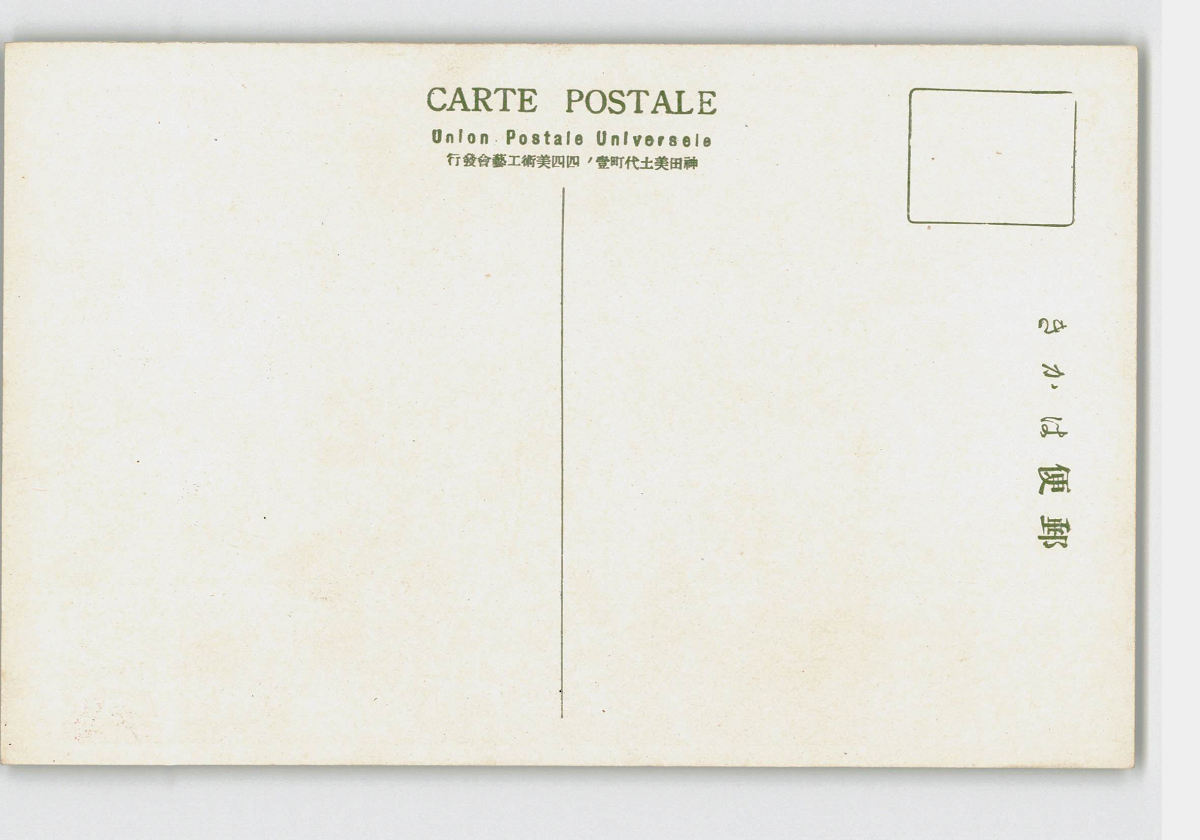 CARTE POSTALE
Union Postale Universele
神田美土代町壹ノ四四美術工藝會發行
郵便はかき